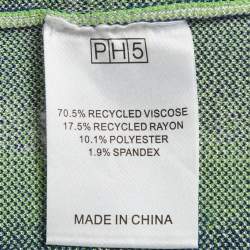 PH5
70.5% RECYCLED VISCOSE
17.5% RECYCLED RAYON
10.1% POLYESTER
1.9% SPANDEX
MADE IN CHINA